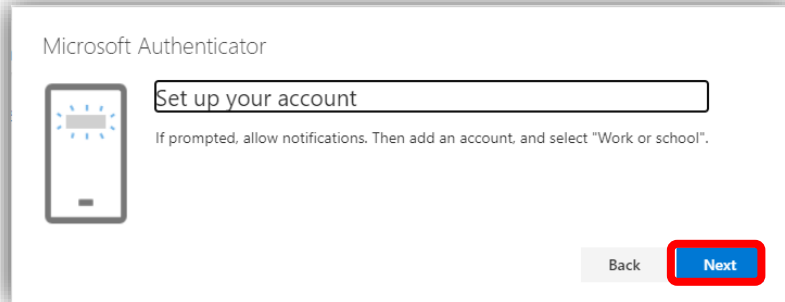 Microsoft Authenticator
Set up your account
If prompted, allow notifications. Then add an account, and select "Work or school".
Back
Next